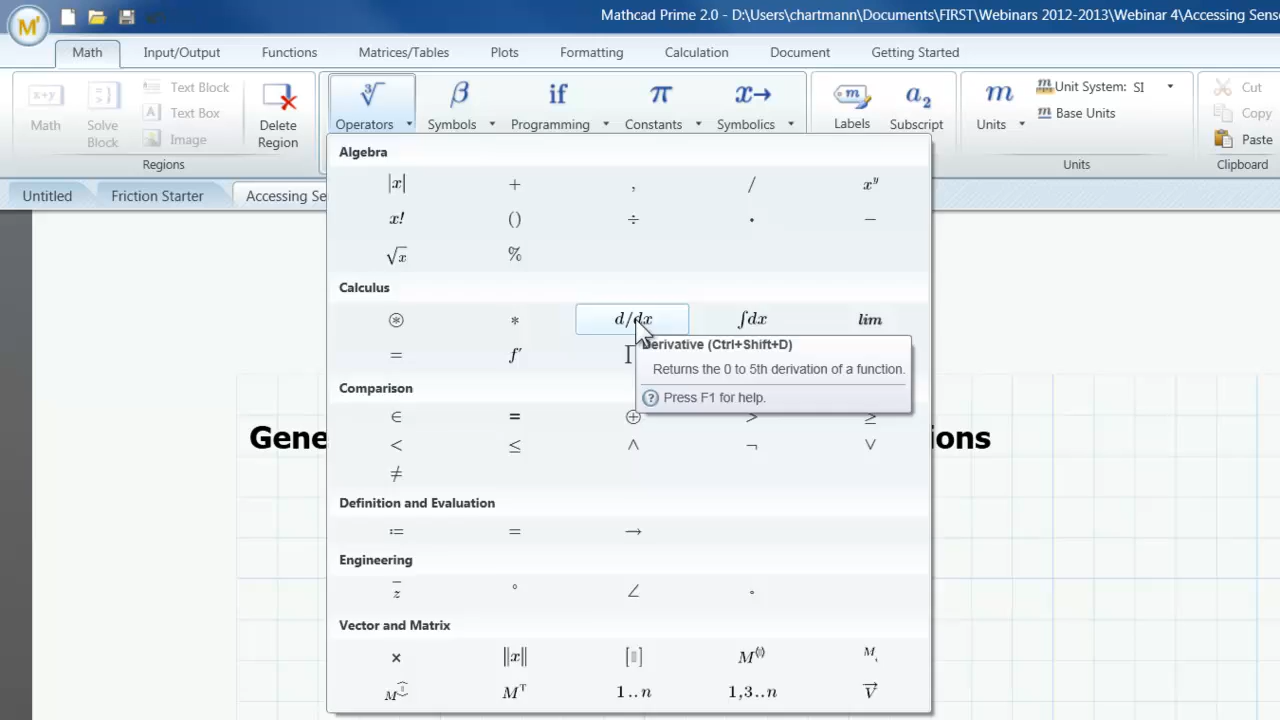 Mathcad Prime 2.0 - D:\Users\chartmann\Documents\FIRST\Webinars 2012-2013\Webinar 4\Accessing Sens
Math Input/Output Functions Matrices/Tables Plots Formatting Calculation Document Getting Started
Math
Solve Block
Text Block
Text Box
Image
Delete Region
Regions
Operators
Symbols
if
Programming
π
Constants
x→
Symbolics
Labels
a₂
Subscript
m
Units
Unit System: SI
Base Units
Units
Cut
Copy
Paste
Clipboard
Untitled Friction Starter Accessing Se
Algebra
|x| + , / xʸ
x! () ÷ · −
√x %
Calculus
⊛ * d/dx ∫dx lim
= f′
Derivative (Ctrl+Shift+D)
Returns the 0 to 5th derivation of a function.
Press F1 for help.
Comparison
∈ = ⊕ > ≥
< ≤ ∧ ¬ ∨
≠
Gene ions
Definition and Evaluation
:= = →
Engineering
z̅ ° ∠ 
Vector and Matrix
× ||x|| [▯] M⟨⟩ M
M Mᵀ 1..n 1,3..n V⃗